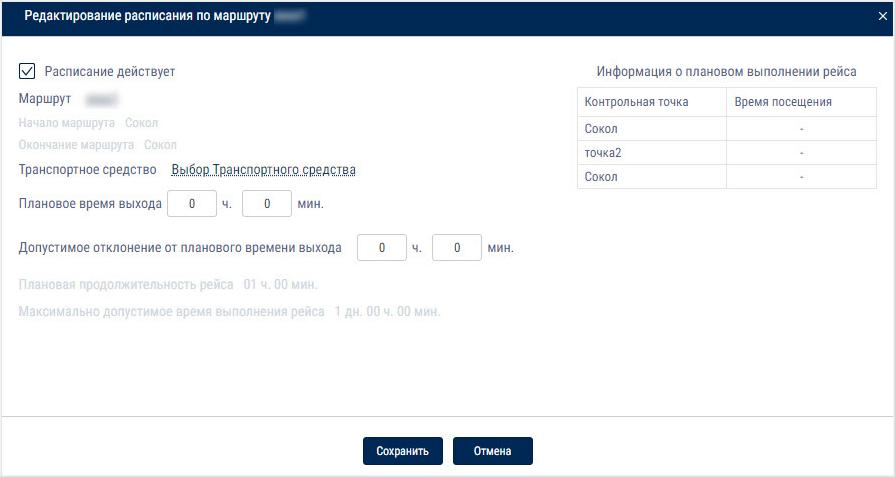 Редактирование расписания по маршруту
Расписание действует
Маршрут
Начало маршрута Сокол
Окончание маршрута Сокол
Транспортное средство Выбор Транспортного средства
Плановое время выхода 0 ч. 0 мин.
Допустимое отклонение от планового времени выхода 0 ч. 0 мин.
Плановая продолжительность рейса 01 ч. 00 мин.
Максимально допустимое время выполнения рейса 1 дн. 00 ч. 00 мин.
Информация о плановом выполнении рейса
Контрольная точка Время посещения
Сокол -
точка2 -
Сокол -
Сохранить Отмена